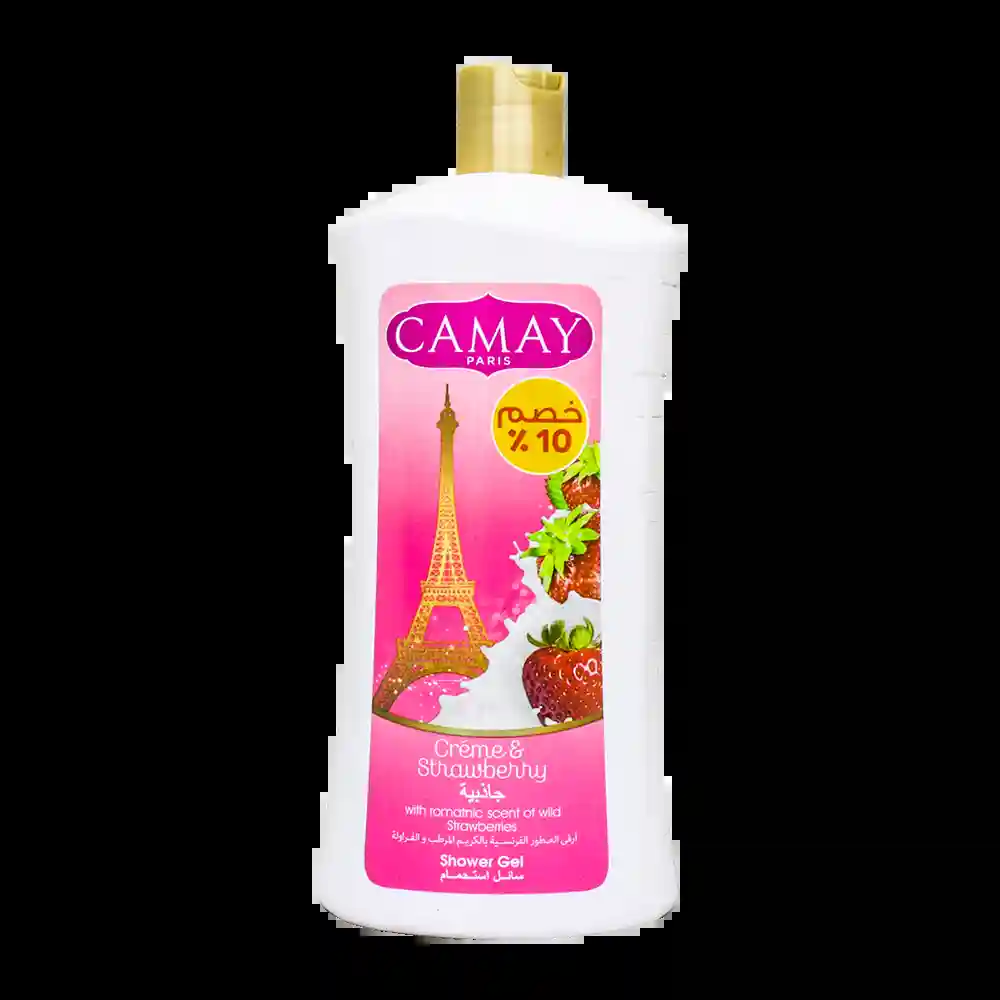 CAMAY
PARIS
خصم
10 %
Créme &
Strawberry
جاذبية
with romatnic scent of wild
Strawberries
أرقى العطور الفرنسية بالكريم المرطب و الفراولة
Shower Gel
سائل استحمام